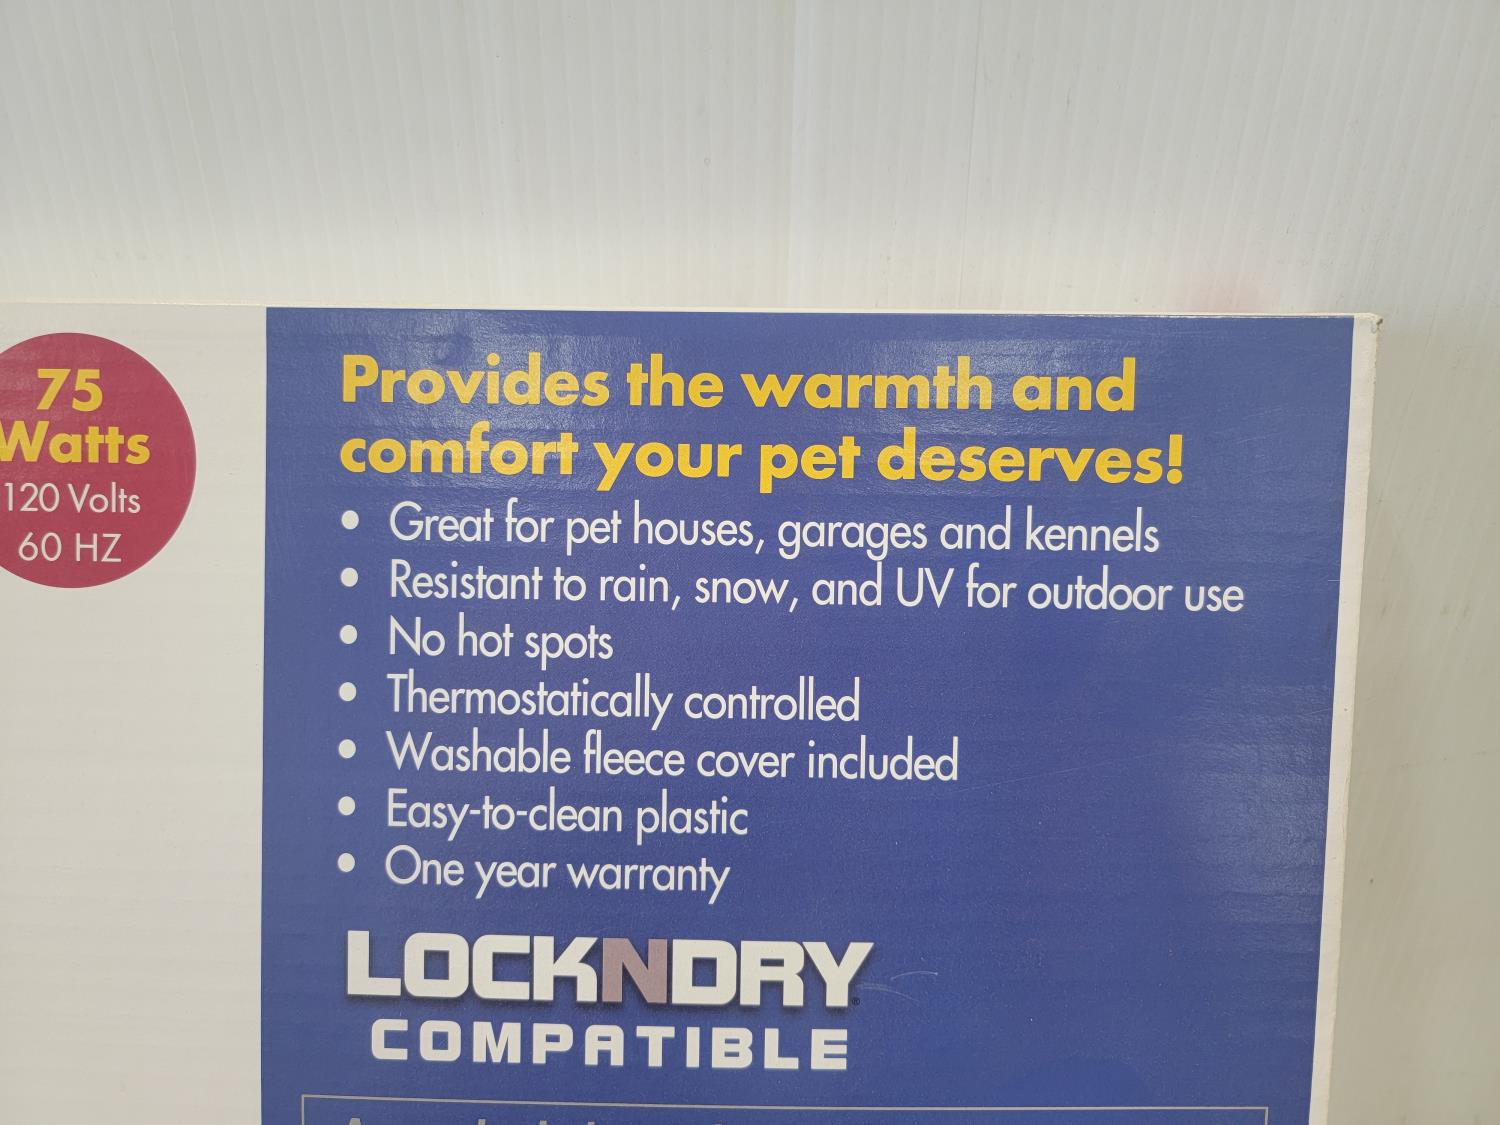 75
Watts
120 Volts
60 HZ
Provides the warmth and
comfort your pet deserves!
• Great for pet houses, garages and kennels
• Resistant to rain, snow, and UV for outdoor use
• No hot spots
• Thermostatically controlled
• Washable fleece cover included
• Easy-to-clean plastic
• One year warranty
LOCKNDRY®
COMPATIBLE